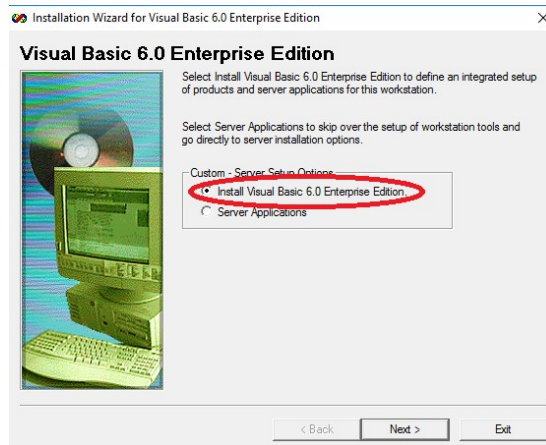 Installation Wizard for Visual Basic 6.0 Enterprise Edition
Visual Basic 6.0 Enterprise Edition
Select Install Visual Basic 6.0 Enterprise Edition to define an integrated setup
of products and server applications for this workstation.
Select Server Applications to skip over the setup of workstation tools and
go directly to server installation options.
Custom - Server Setup Options
Install Visual Basic 6.0 Enterprise Edition.
Server Applications
< Back
Next >
Exit